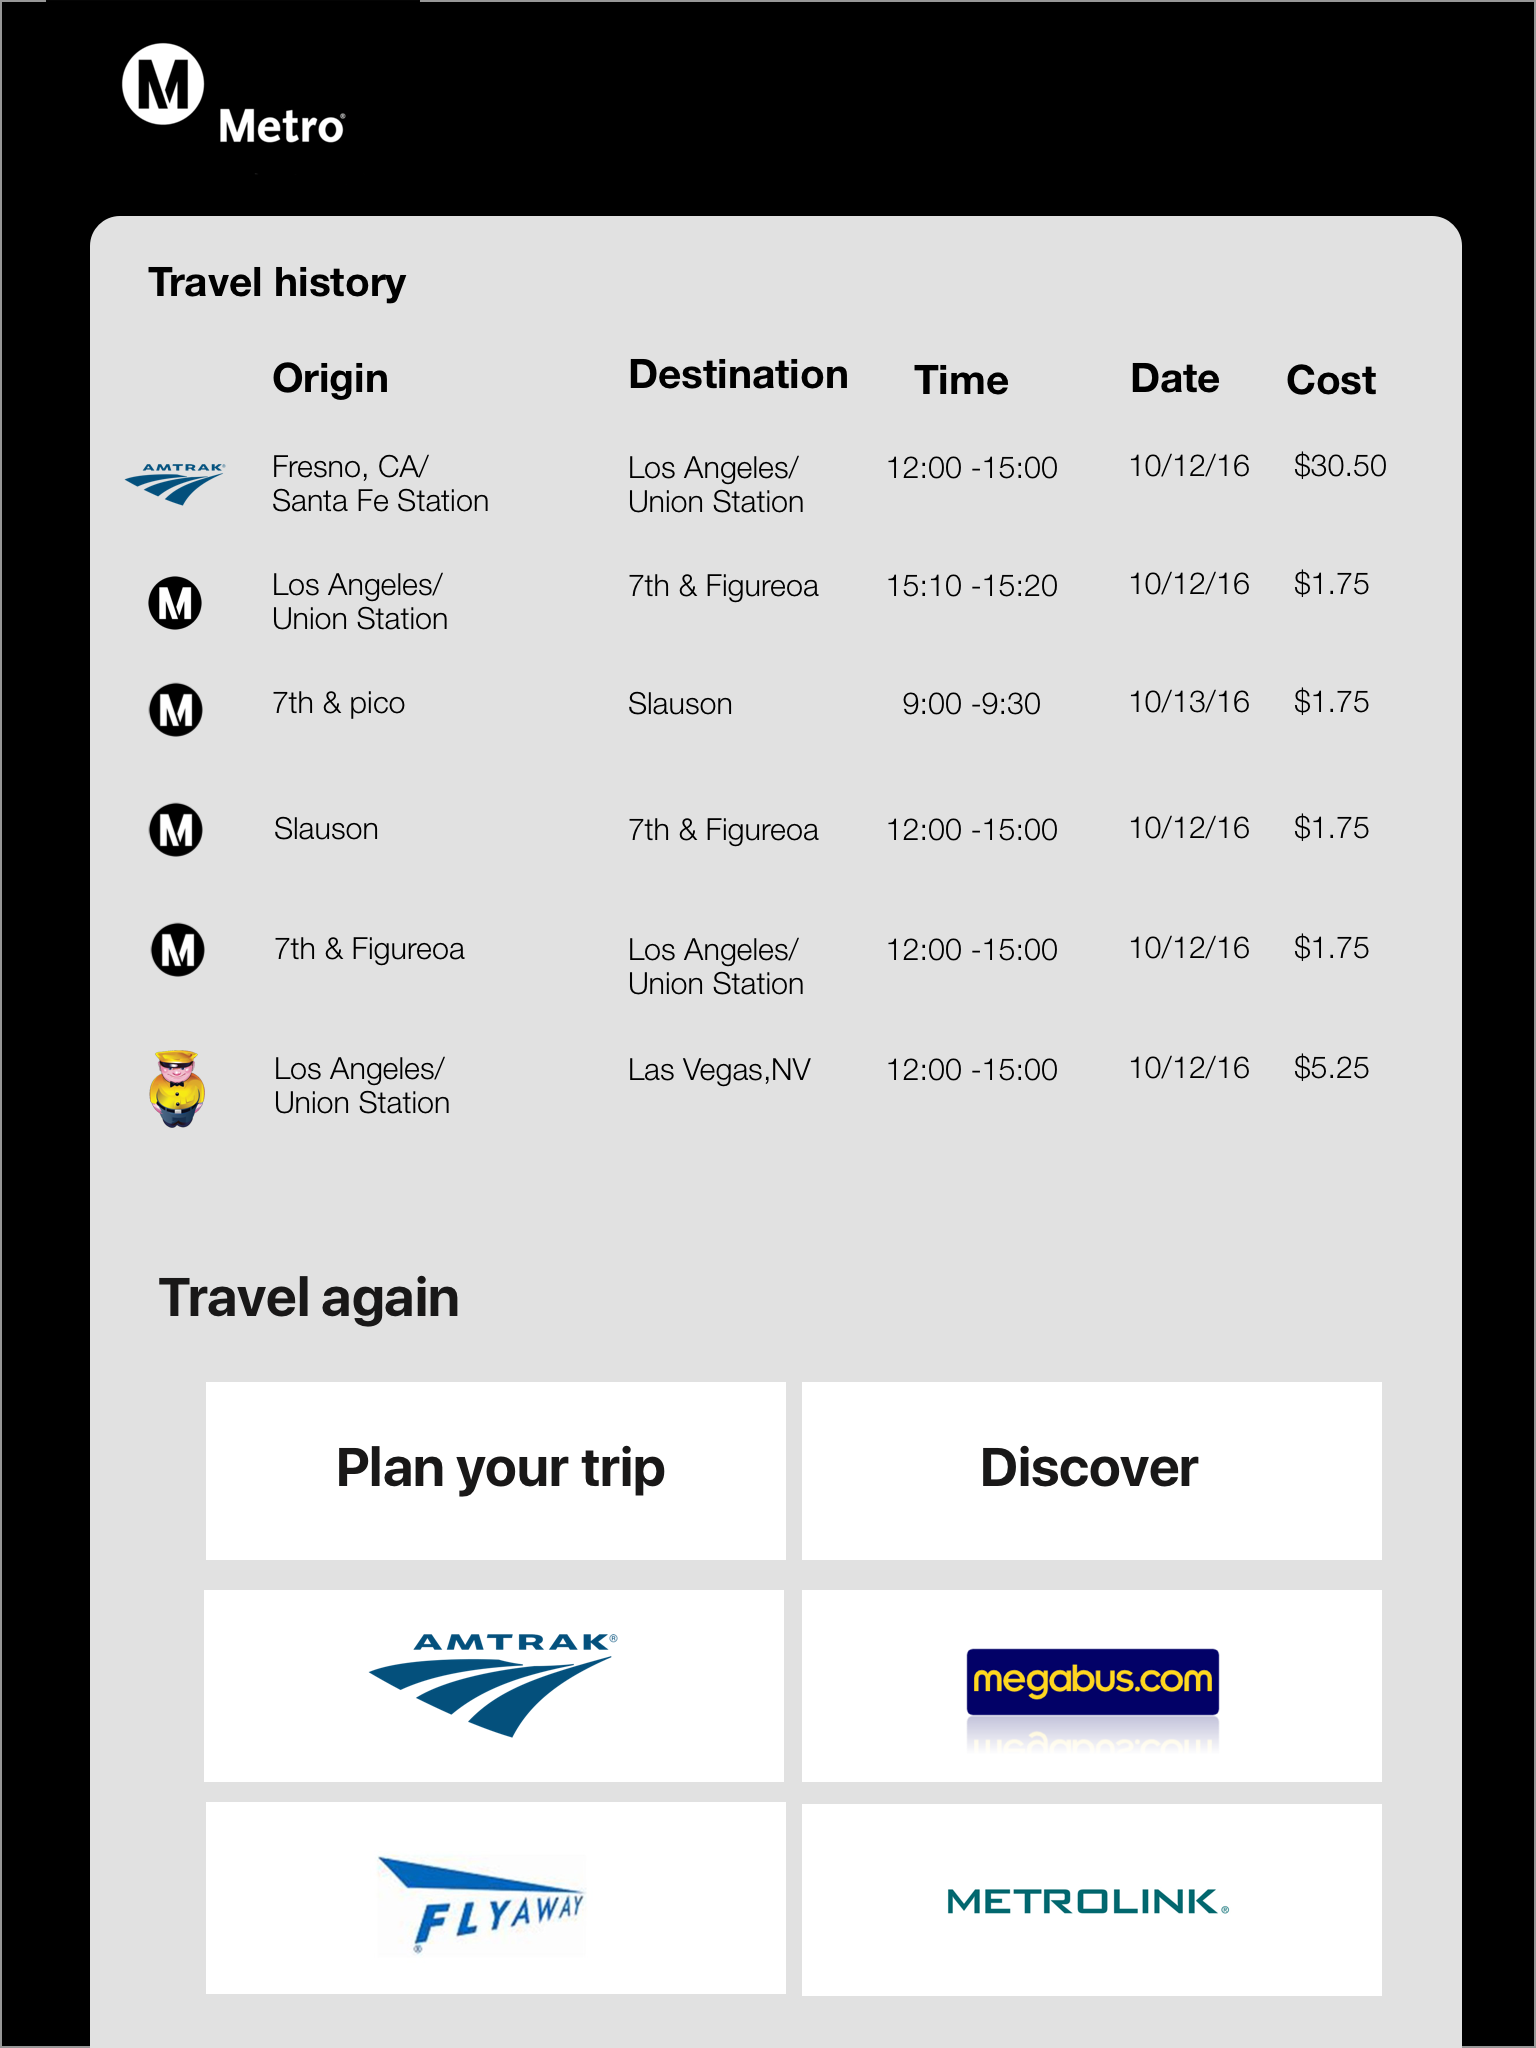 M
Metro
Travel history
Origin Destination Time Date Cost
AMTRAK® Fresno, CA/ Los Angeles/ 12:00 -15:00 10/12/16 $30.50
Santa Fe Station Union Station
M Los Angeles/ 7th & Figureoa 15:10 -15:20 10/12/16 $1.75
Union Station
M 7th & pico Slauson 9:00 -9:30 10/13/16 $1.75
M Slauson 7th & Figureoa 12:00 -15:00 10/12/16 $1.75
M 7th & Figureoa Los Angeles/ 12:00 -15:00 10/12/16 $1.75
Union Station
Los Angeles/ Las Vegas,NV 12:00 -15:00 10/12/16 $5.25
Union Station
Travel again
Plan your trip Discover
AMTRAK® megabus.com
FLYAWAY® METROLINK®